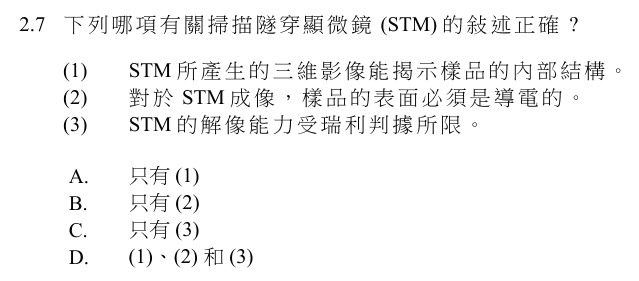 2.7 下列哪項有關掃描隧穿顯微鏡 (STM) 的敍述正確？
(1) STM 所產生的三維影像能揭示樣品的內部結構。
(2) 對於 STM 成像，樣品的表面必須是導電的。
(3) STM 的解像能力受瑞利判據所限。
A. 只有 (1)
B. 只有 (2)
C. 只有 (3)
D. (1)、(2) 和 (3)